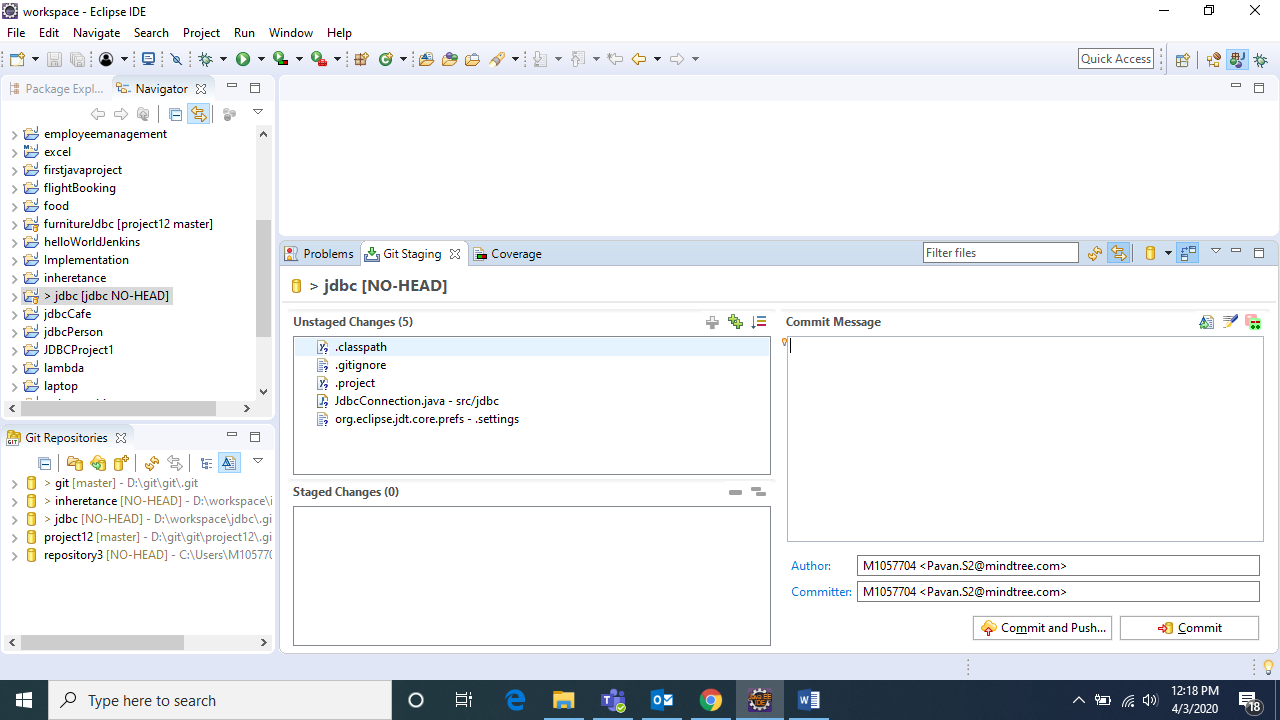 workspace - Eclipse IDE
File Edit Navigate Search Project Run Window Help
Quick Access
Package Expl... Navigator
employeemanagement
excel
firstjavaproject
flightBooking
food
furnitureJdbc [project12 master]
helloWorldJenkins
Implementation
inheretance
> jdbc [jdbc NO-HEAD]
jdbcCafe
jdbcPerson
JDBCProject1
lambda
laptop
Git Repositories
> git [master] - D:\git\git\.git
> inheretance [NO-HEAD] - D:\workspace\i
> jdbc [NO-HEAD] - D:\workspace\jdbc\.gi
project12 [master] - D:\git\git\project12\.gi
repository3 [NO-HEAD] - C:\Users\M105770
Problems Git Staging Coverage
Filter files
> jdbc [NO-HEAD]
Unstaged Changes (5)
.classpath
.gitignore
.project
JdbcConnection.java - src/jdbc
org.eclipse.jdt.core.prefs - .settings
Staged Changes (0)
Commit Message
Author: M1057704 <Pavan.S2@mindtree.com>
Committer: M1057704 <Pavan.S2@mindtree.com>
Commit and Push... Commit
Type here to search
12:18 PM
4/3/2020
18